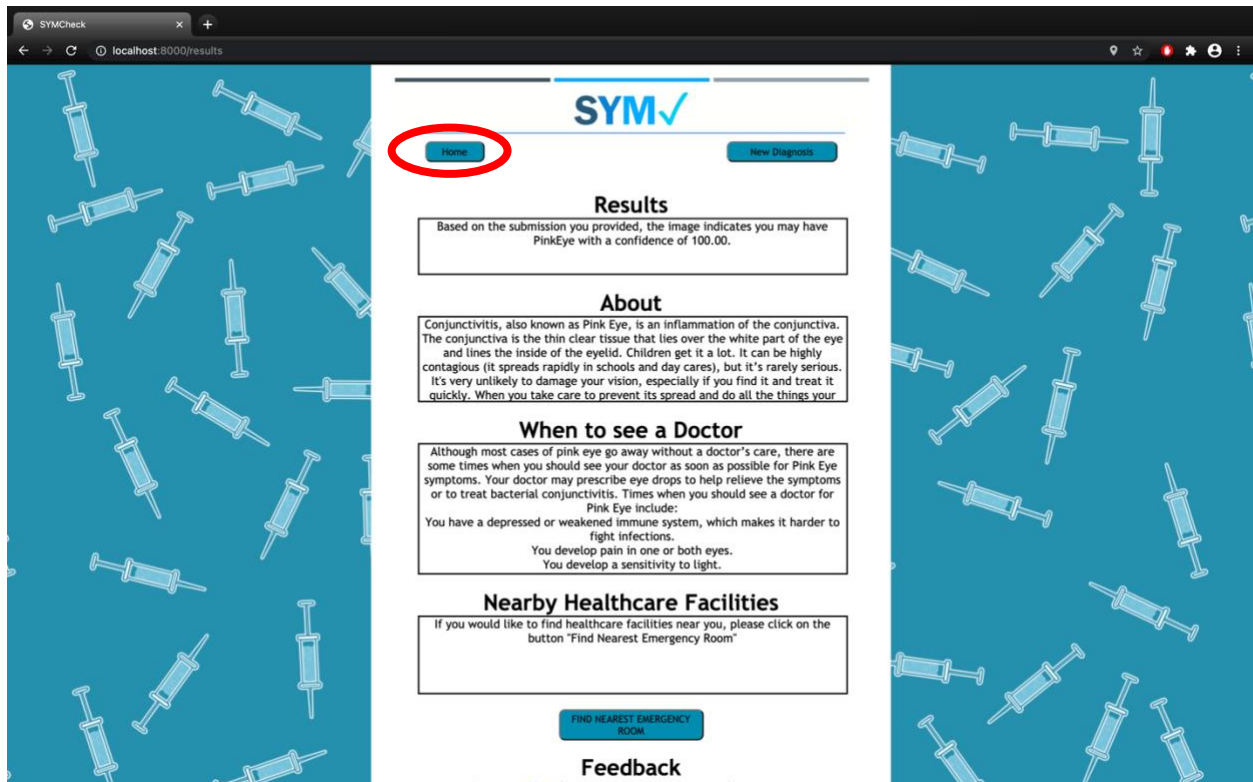 SYMCheck
localhost:8000/results
SYM✓
Home
New Diagnosis
Results
Based on the submission you provided, the image indicates you may have
PinkEye with a confidence of 100.00.
About
Conjunctivitis, also known as Pink Eye, is an inflammation of the conjunctiva.
The conjunctiva is the thin clear tissue that lies over the white part of the eye
and lines the inside of the eyelid. Children get it a lot. It can be highly
contagious (it spreads rapidly in schools and day cares), but it’s rarely serious.
It's very unlikely to damage your vision, especially if you find it and treat it
quickly. When you take care to prevent its spread and do all the things your
When to see a Doctor
Although most cases of pink eye go away without a doctor’s care, there are
some times when you should see your doctor as soon as possible for Pink Eye
symptoms. Your doctor may prescribe eye drops to help relieve the symptoms
or to treat bacterial conjunctivitis. Times when you should see a doctor for
Pink Eye include:
You have a depressed or weakened immune system, which makes it harder to
fight infections.
You develop pain in one or both eyes.
You develop a sensitivity to light.
Nearby Healthcare Facilities
If you would like to find healthcare facilities near you, please click on the
button "Find Nearest Emergency Room"
FIND NEAREST EMERGENCY
ROOM
Feedback